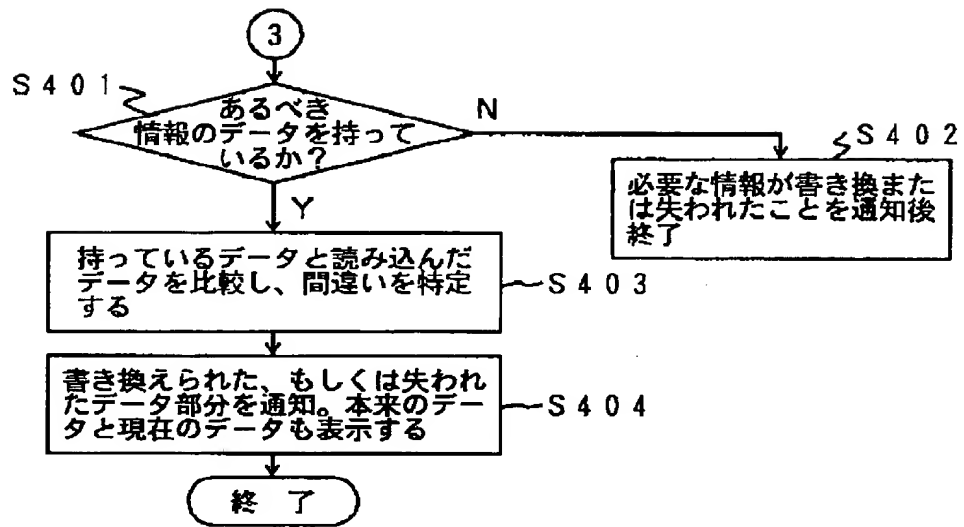 3
S401
あるべき
情報のデータを持って
いるか？
N
S402
必要な情報が書き換また
は失われたことを通知後
終了
Y
持っているデータと読み込んだ
データを比較し、間違いを特定
する
S403
書き換えられた、もしくは失われ
たデータ部分を通知。本来のデー
タと現在のデータも表示する
S404
終 了